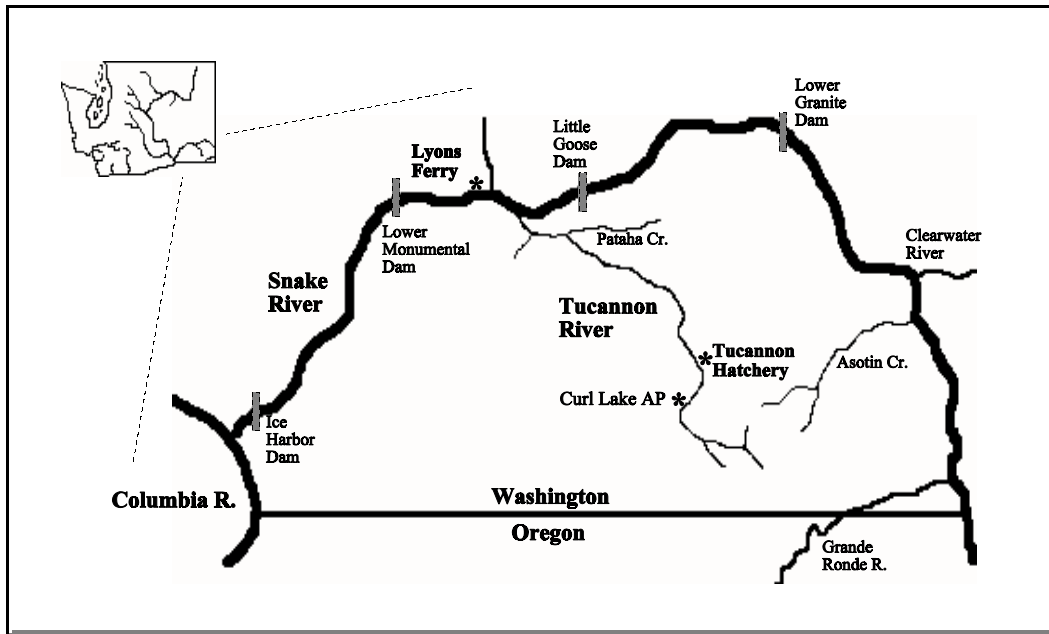 Lower
Granite
Dam
Little
Goose
Dam
Lyons
Ferry
*
Lower
Monumental
Dam
Pataha Cr.
Clearwater
River
Snake
River
Tucannon
River
* Tucannon
Hatchery
Asotin Cr.
Curl Lake AP *
Ice
Harbor
Dam
Columbia R.
Washington
Oregon
Grande
Ronde R.